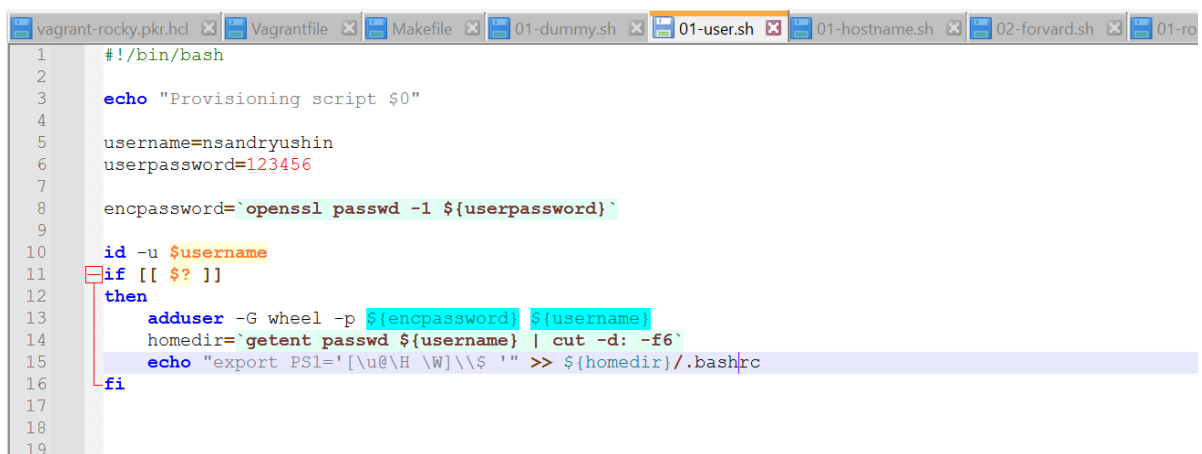 vagrant-rocky.pkr.hcl Vagrantfile Makefile 01-dummy.sh 01-user.sh 01-hostname.sh 02-forvard.sh 01-ro
1 #!/bin/bash
2
3 echo "Provisioning script $0"
4
5 username=nsandryushin
6 userpassword=123456
7
8 encpassword=`openssl passwd -1 ${userpassword}`
9
10 id -u $username
11 if [[ $? ]]
12 then
13 adduser -G wheel -p ${encpassword} ${username}
14 homedir=`getent passwd ${username} | cut -d: -f6`
15 echo "export PS1='[\u@\H \W]\\$ '" >> ${homedir}/.bashrc
16 fi
17
18
19